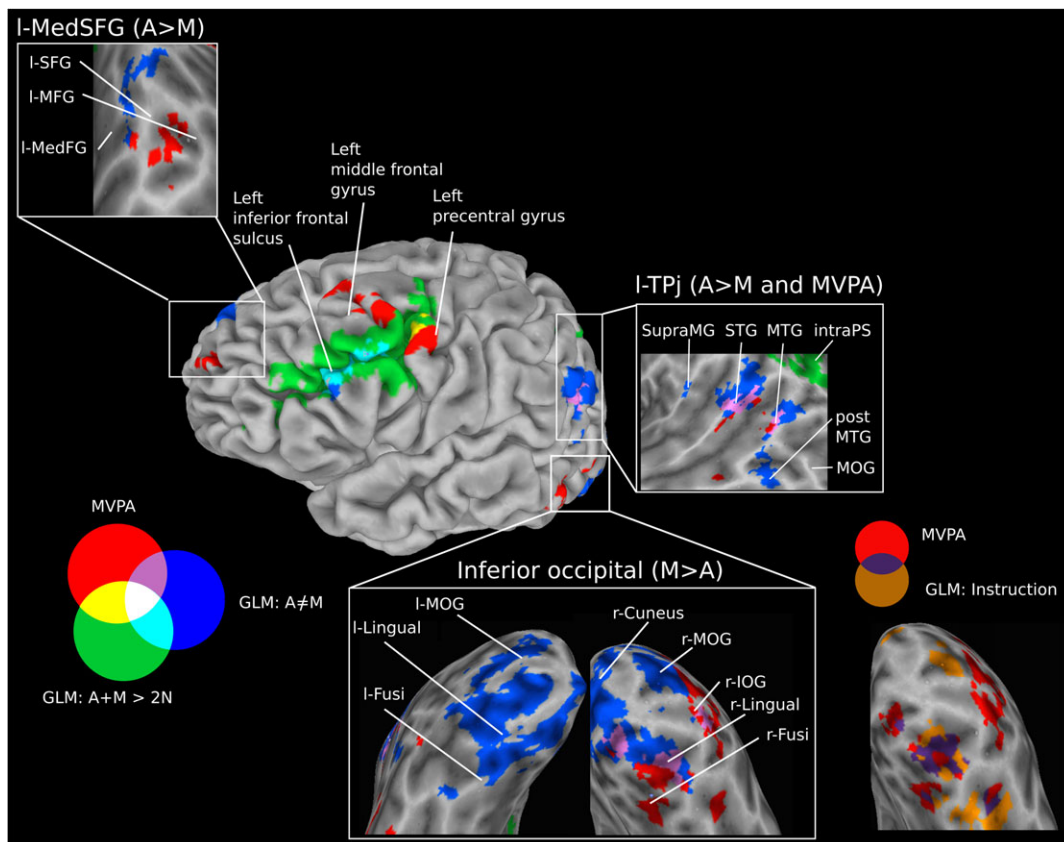 l-MedSFG (A>M)
l-SFG
l-MFG
l-MedFG
Left
middle frontal
gyrus
Left
inferior frontal
sulcus
Left
precentral gyrus
l-TPj (A>M and MVPA)
SupraMG STG MTG intraPS
post
MTG
MOG
MVPA
GLM: A≠M
GLM: A+M > 2N
Inferior occipital (M>A)
l-MOG
l-Lingual
l-Fusi
r-Cuneus
r-MOG
r-IOG
r-Lingual
r-Fusi
MVPA
GLM: Instruction